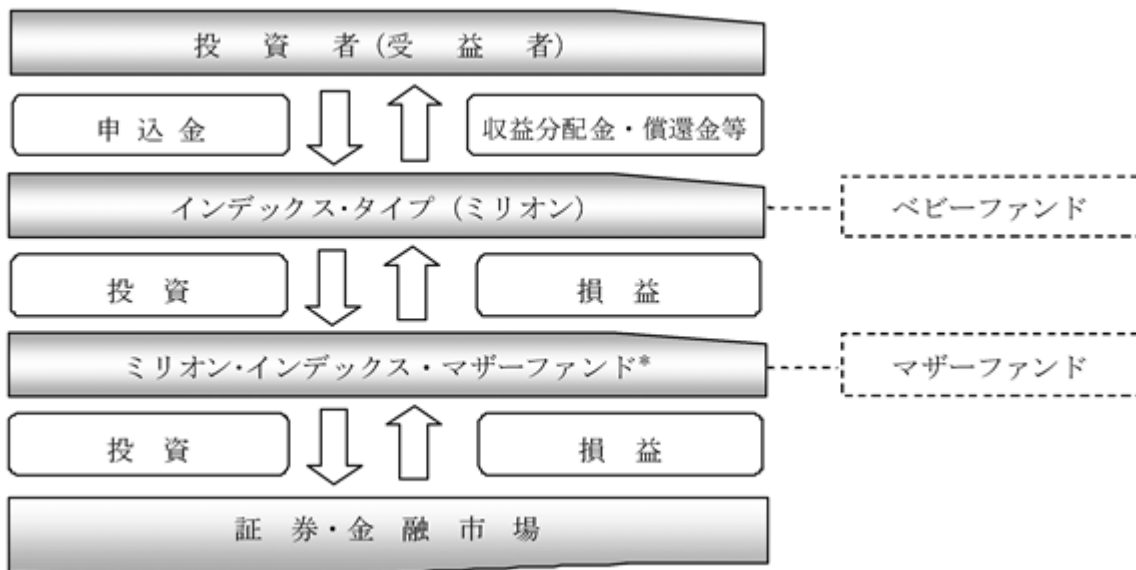 投資者(受益者)
申込金
収益分配金・償還金等
インデックス・タイプ(ミリオン)
ベビーファンド
投資
損益
ミリオン・インデックス・マザーファンド*
マザーファンド
投資
損益
証券・金融市場